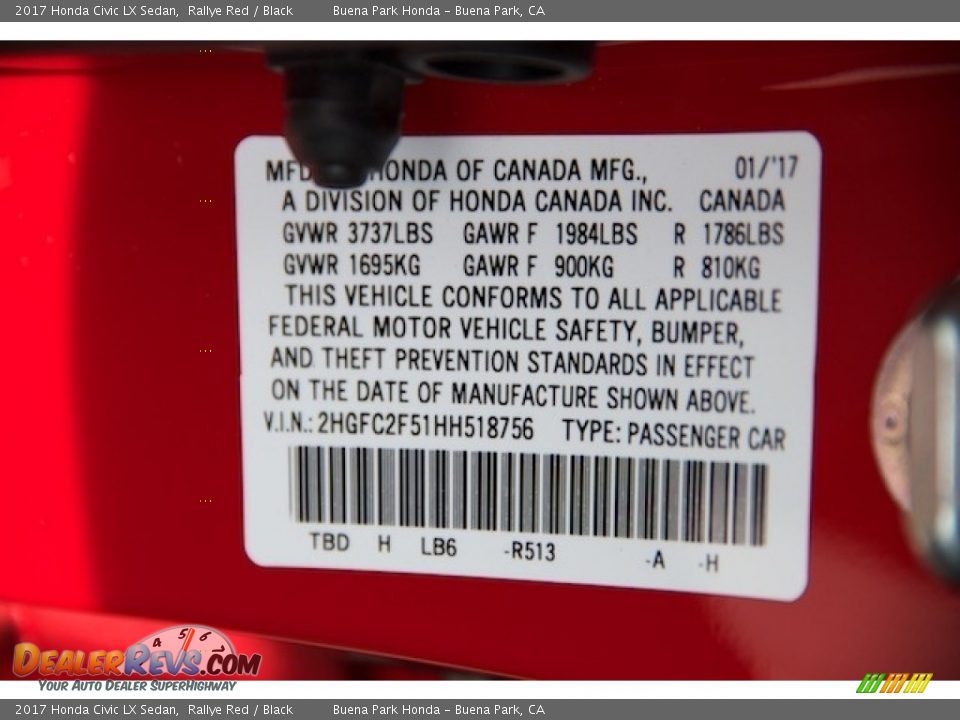 2017 Honda Civic LX Sedan, Rallye Red / Black Buena Park Honda - Buena Park, CA
MFD HONDA OF CANADA MFG., 01/'17
A DIVISION OF HONDA CANADA INC. CANADA
GVWR 3737LBS GAWR F 1984LBS R 1786LBS
GVWR 1695KG GAWR F 900KG R 810KG
THIS VEHICLE CONFORMS TO ALL APPLICABLE
FEDERAL MOTOR VEHICLE SAFETY, BUMPER,
AND THEFT PREVENTION STANDARDS IN EFFECT
ON THE DATE OF MANUFACTURE SHOWN ABOVE.
V.I.N.: 2HGFC2F51HH518756 TYPE: PASSENGER CAR
TBD H LB6 -R513 -A -H
4 5 6
DEALERREVS.COM
YOUR AUTO DEALER SUPERHIGHWAY
2017 Honda Civic LX Sedan, Rallye Red / Black Buena Park Honda - Buena Park, CA